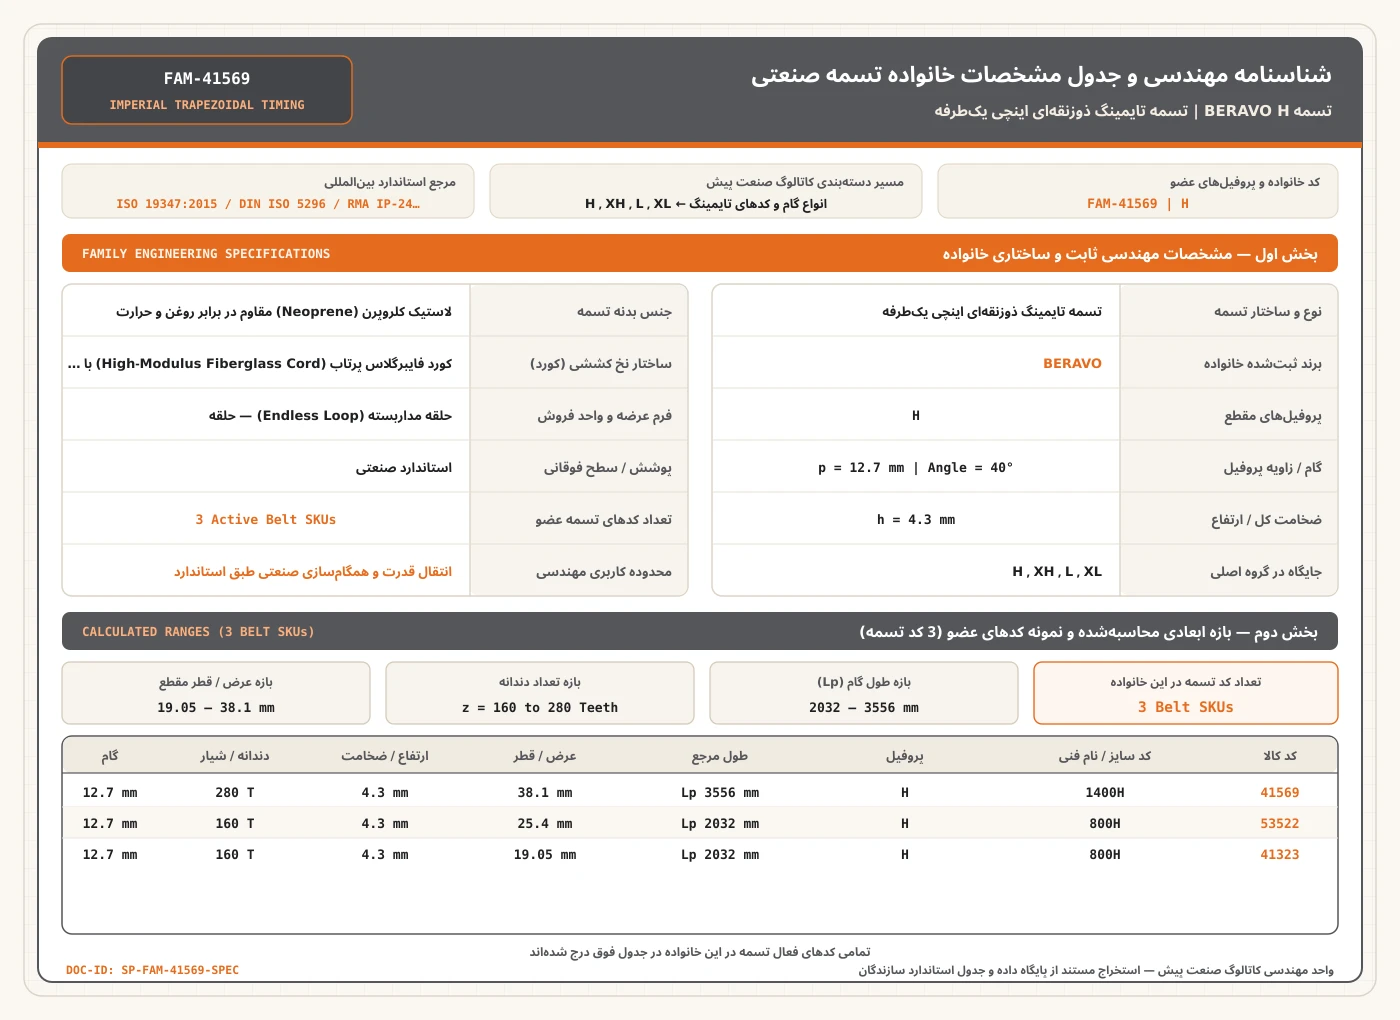 شناسنامه مهندسی و جدول مشخصات خانواده تسمه صنعتی
تسمه BERAVO H | تسمه تایمینگ ذوزنقه‌ای اینچی یک‌طرفه
FAM-41569
IMPERIAL TRAPEZOIDAL TIMING
کد خانواده و پروفیل‌های عضو
FAM-41569 | H
مسیر دسته‌بندی کاتالوگ صنعت پیش
انواع گام و کدهای تایمینگ ← H , XH , L , XL
مرجع استاندارد بین‌المللی
ISO 19347:2015 / DIN ISO 5296 / RMA IP-24…
بخش اول — مشخصات مهندسی ثابت و ساختاری خانواده
FAMILY ENGINEERING SPECIFICATIONS
نوع و ساختار تسمه
تسمه تایمینگ ذوزنقه‌ای اینچی یک‌طرفه
برند ثبت‌شده خانواده
BERAVO
پروفیل‌های مقطع
H
گام / زاویه پروفیل
p = 12.7 mm | Angle = 40°
ضخامت کل / ارتفاع
h = 4.3 mm
جایگاه در گروه اصلی
H , XH , L , XL
جنس بدنه تسمه
لاستیک کلروپرن (Neoprene) مقاوم در برابر روغن و حرارت
ساختار نخ کششی (کورد)
کورد فایبرگلاس پرتاب (High-Modulus Fiberglass Cord) با ...
فرم عرضه و واحد فروش
حلقه مداربسته (Endless Loop) — حلقه
پوشش / سطح فوقانی
استاندارد صنعتی
تعداد کدهای تسمه عضو
3 Active Belt SKUs
محدوده کاربری مهندسی
انتقال قدرت و همگام‌سازی صنعتی طبق استاندارد
بخش دوم — بازه ابعادی محاسبه‌شده و نمونه کدهای عضو (3 کد تسمه)
CALCULATED RANGES (3 BELT SKUs)
تعداد کد تسمه در این خانواده
3 Belt SKUs
بازه طول گام (Lp)
2032 – 3556 mm
بازه تعداد دندانه
z = 160 to 280 Teeth
بازه عرض / قطر مقطع
19.05 – 38.1 mm
کد کالا	کد سایز / نام فنی	پروفیل	طول مرجع	عرض / قطر	ارتفاع / ضخامت	دندانه / شیار	گام
41569	1400H	H	Lp 3556 mm	38.1 mm	4.3 mm	280 T	12.7 mm
53522	800H	H	Lp 2032 mm	25.4 mm	4.3 mm	160 T	12.7 mm
41323	800H	H	Lp 2032 mm	19.05 mm	4.3 mm	160 T	12.7 mm
تمامی کدهای فعال تسمه در این خانواده در جدول فوق درج شده‌اند
واحد مهندسی کاتالوگ صنعت پیش — استخراج مستند از پایگاه داده و جدول استاندارد سازندگان
DOC-ID: SP-FAM-41569-SPEC